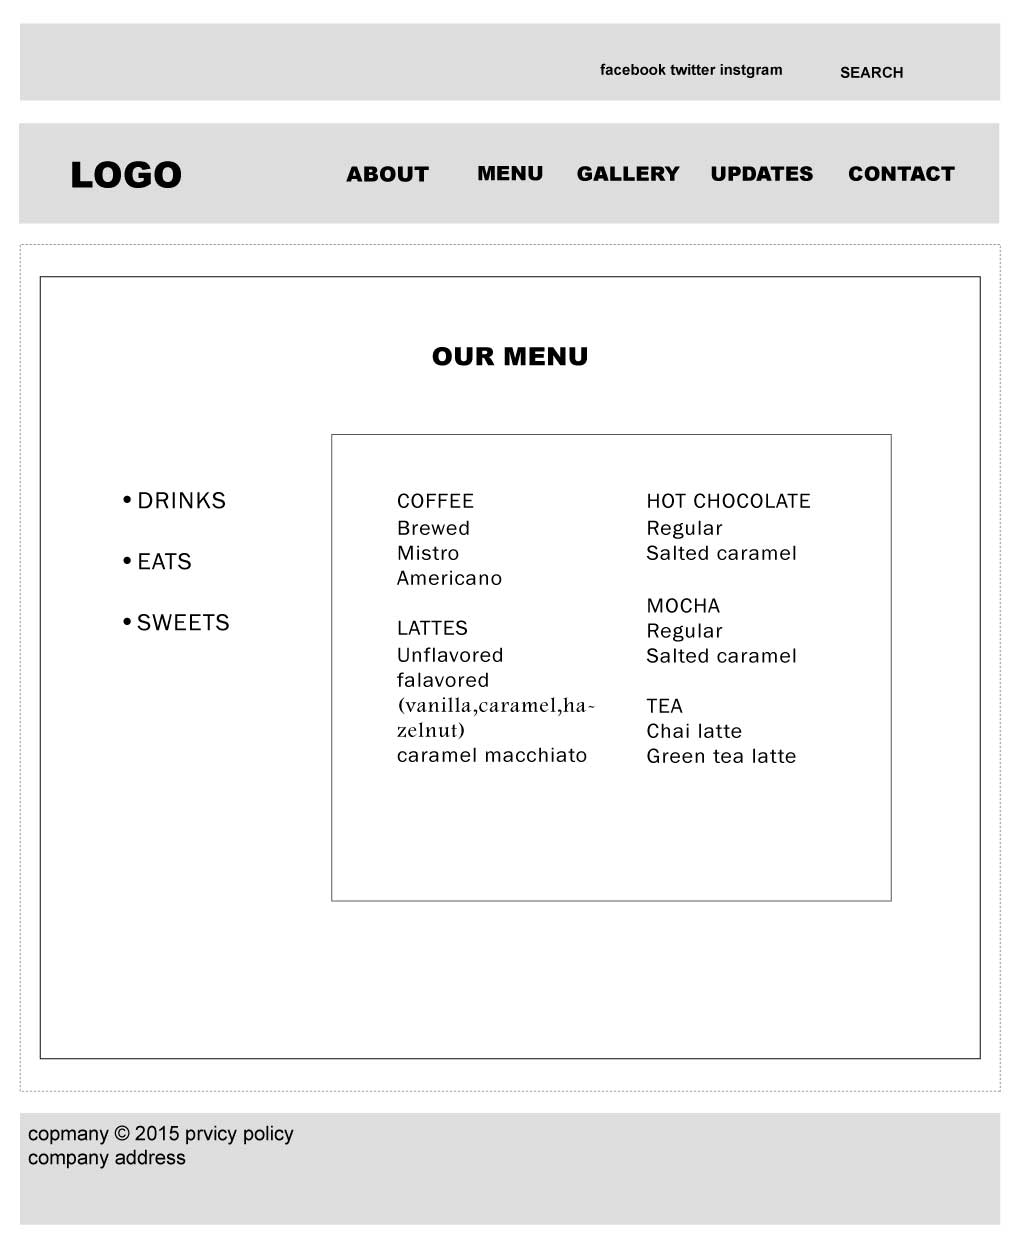 facebook twitter instgram SEARCH
LOGO ABOUT MENU GALLERY UPDATES CONTACT
OUR MENU
• DRINKS
• EATS
• SWEETS
COFFEE
Brewed
Mistro
Americano
LATTES
Unflavored
falavored
(vanilla,caramel,ha-
zelnut)
caramel macchiato
HOT CHOCOLATE
Regular
Salted caramel
MOCHA
Regular
Salted caramel
TEA
Chai latte
Green tea latte
copmany © 2015 prvicy policy
company address